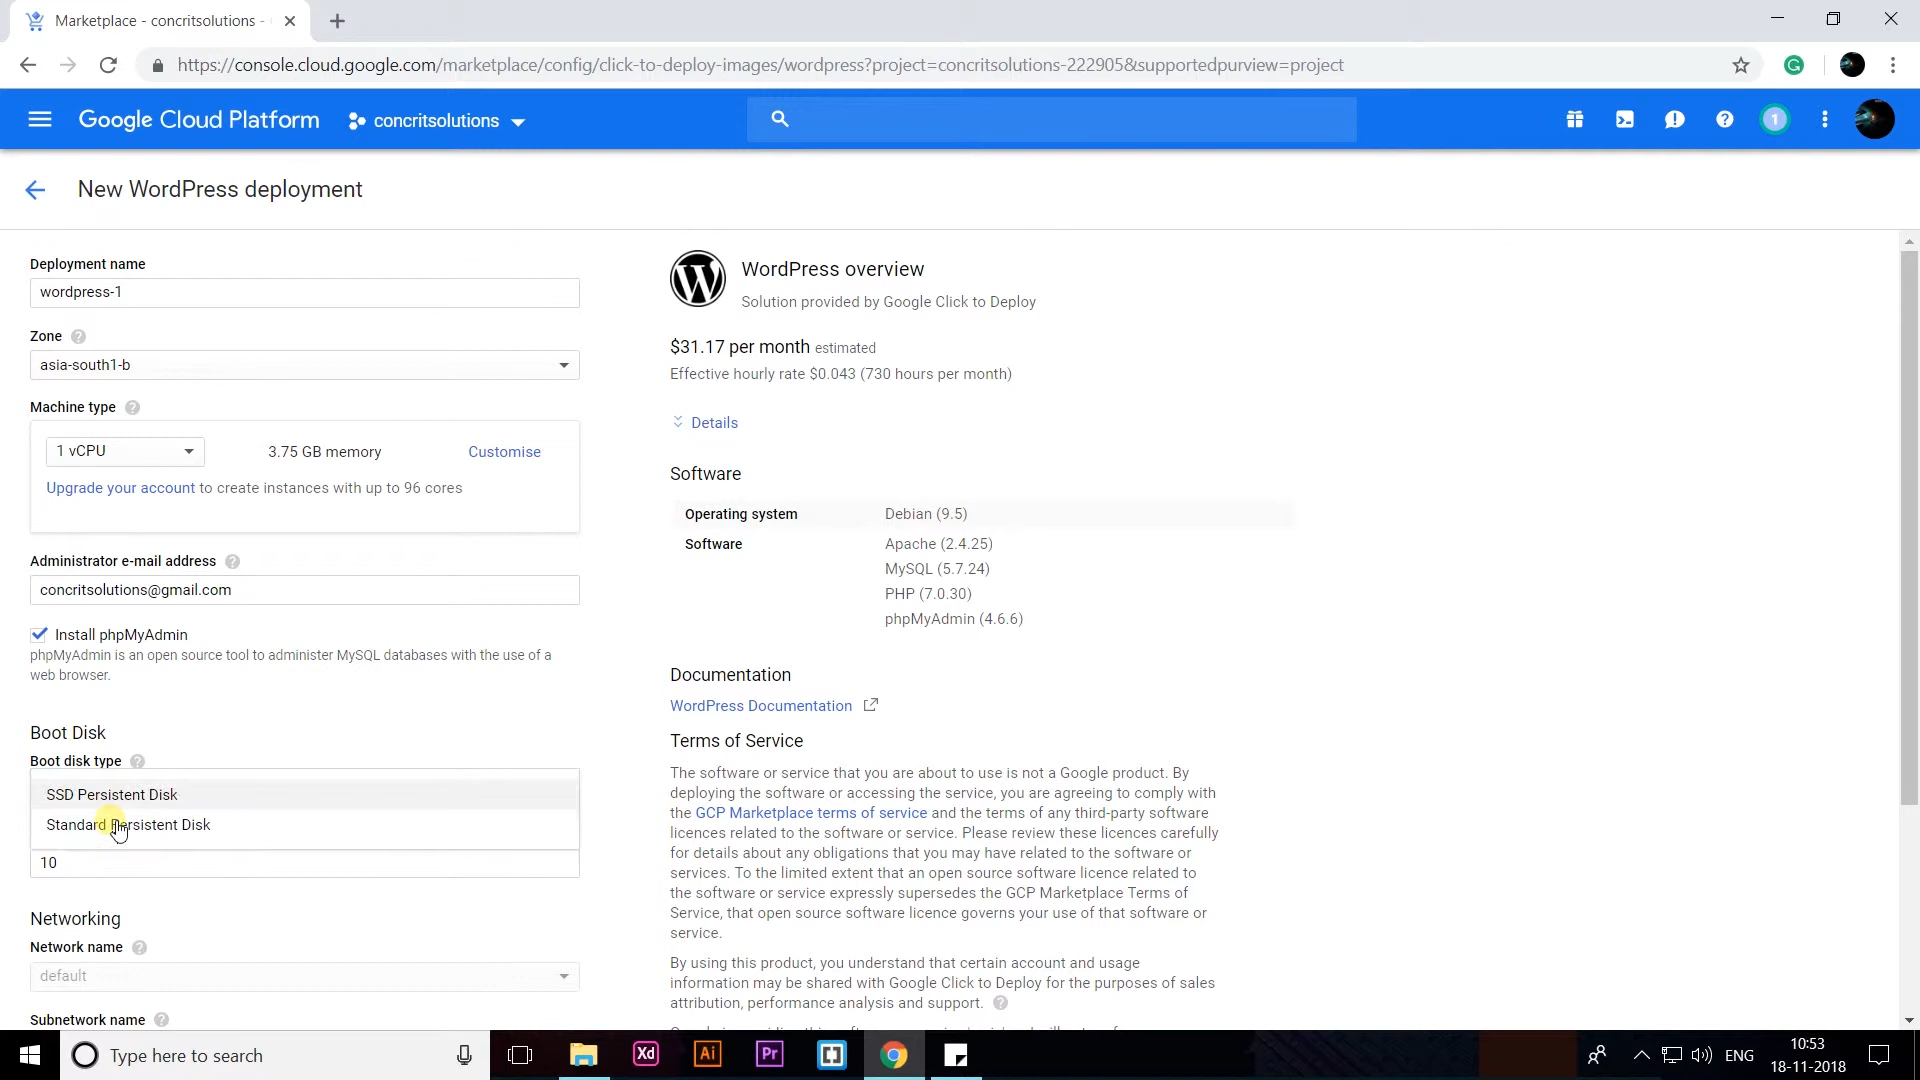 Marketplace - concritsolutions -
https://console.cloud.google.com/marketplace/config/click-to-deploy-images/wordpress?project=concritsolutions-222905&supportedpurview=project
Google Cloud Platform
concritsolutions
1
New WordPress deployment
Deployment name
wordpress-1
Zone
asia-south1-b
Machine type
1 vCPU
3.75 GB memory
Customise
Upgrade your account to create instances with up to 96 cores
Administrator e-mail address
concritsolutions@gmail.com
Install phpMyAdmin
phpMyAdmin is an open source tool to administer MySQL databases with the use of a
web browser.
Boot Disk
Boot disk type
SSD Persistent Disk
Standard Persistent Disk
10
Networking
Network name
default
Subnetwork name
WordPress overview
Solution provided by Google Click to Deploy
$31.17 per month estimated
Effective hourly rate $0.043 (730 hours per month)
Details
Software
Operating system
Debian (9.5)
Software
Apache (2.4.25)
MySQL (5.7.24)
PHP (7.0.30)
phpMyAdmin (4.6.6)
Documentation
WordPress Documentation
Terms of Service
The software or service that you are about to use is not a Google product. By
deploying the software or accessing the service, you are agreeing to comply with
the GCP Marketplace terms of service and the terms of any third-party software
licences related to the software or service. Please review these licences carefully
for details about any obligations that you may have related to the software or
services. To the limited extent that an open source software licence related to
the software or service expressly supersedes the GCP Marketplace Terms of
Service, that open source software licence governs your use of that software or
service.
By using this product, you understand that certain account and usage
information may be shared with Google Click to Deploy for the purposes of sales
attribution, performance analysis and support.
Type here to search
Xd
Ai
Pr
ENG
10:53
18-11-2018